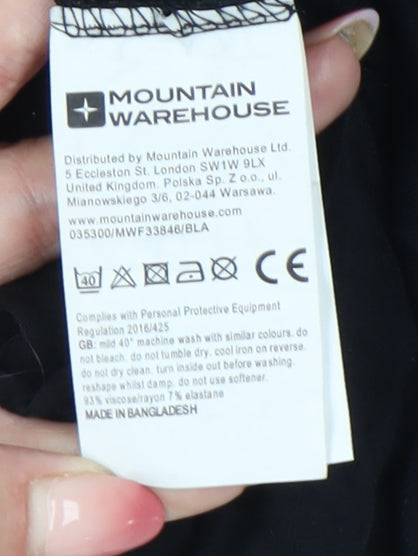 MOUNTAIN
WAREHOUSE
Distributed by Mountain Warehouse Ltd.
5 Eccleston St. London SW1W 9LX
United Kingdom. Polska Sp. Z o.o., ul.
Mianowskiego 3/6, 02-044 Warsawa.
www.mountainwarehouse.com
035300/MWF33846/BLA
40 CE
Complies with Personal Protective Equipment
Regulation 2016/425
GB: mild 40° machine wash with similar colours. do
not bleach. do not tumble dry. cool iron on reverse.
do not dry clean. turn inside out before washing.
reshape whilst damp. do not use softener.
93% viscose/rayon 7% elastane
MADE IN BANGLADESH